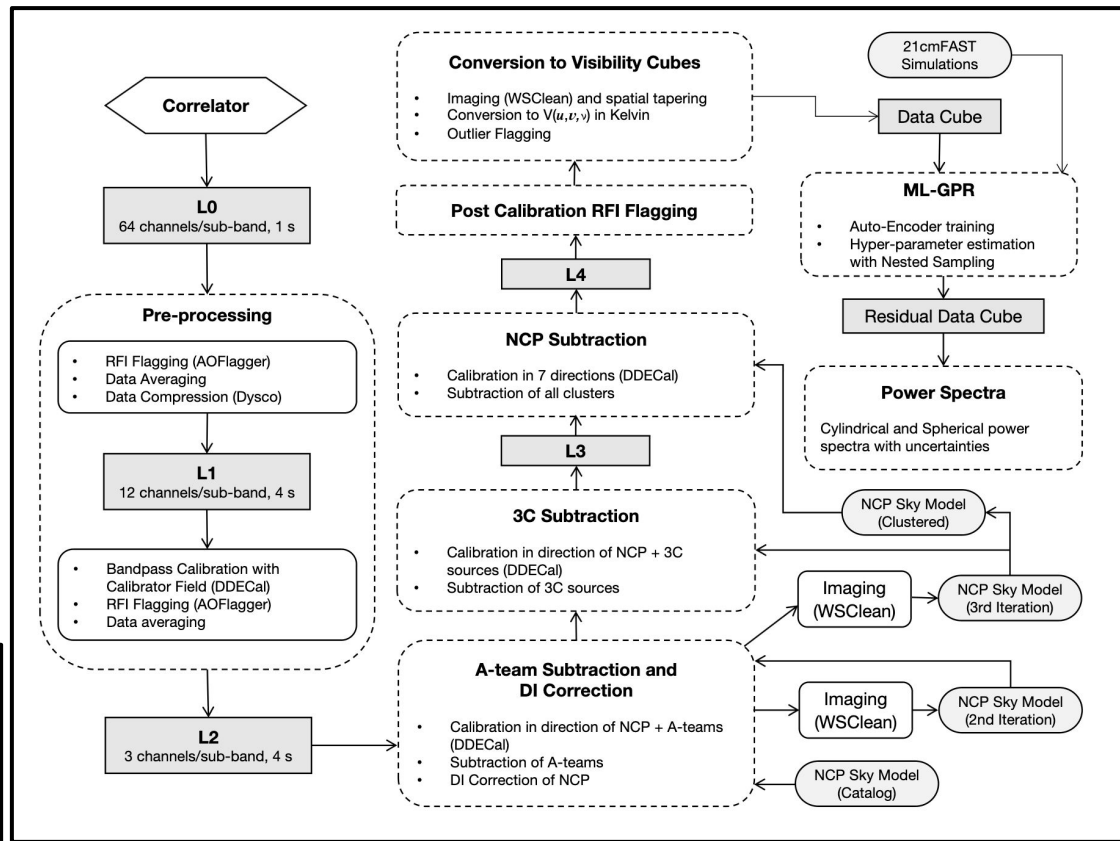 Correlator
L0
64 channels/sub-band, 1 s
Pre-processing
• RFI Flagging (AOFlagger)
• Data Averaging
• Data Compression (Dysco)
L1
12 channels/sub-band, 4 s
• Bandpass Calibration with
Calibrator Field (DDECal)
• RFI Flagging (AOFlagger)
• Data averaging
L2
3 channels/sub-band, 4 s
Conversion to Visibility Cubes
• Imaging (WSClean) and spatial tapering
• Conversion to V(u,v,ν) in Kelvin
• Outlier Flagging
Post Calibration RFI Flagging
L4
NCP Subtraction
• Calibration in 7 directions (DDECal)
• Subtraction of all clusters
L3
3C Subtraction
• Calibration in direction of NCP + 3C
sources (DDECal)
• Subtraction of 3C sources
A-team Subtraction and
DI Correction
• Calibration in direction of NCP + A-teams
(DDECal)
• Subtraction of A-teams
• DI Correction of NCP
21cmFAST
Simulations
Data Cube
ML-GPR
• Auto-Encoder training
• Hyper-parameter estimation
with Nested Sampling
Residual Data Cube
Power Spectra
Cylindrical and Spherical power
spectra with uncertainties
NCP Sky Model
(Clustered)
Imaging
(WSClean)
NCP Sky Model
(3rd Iteration)
Imaging
(WSClean)
NCP Sky Model
(2nd Iteration)
NCP Sky Model
(Catalog)